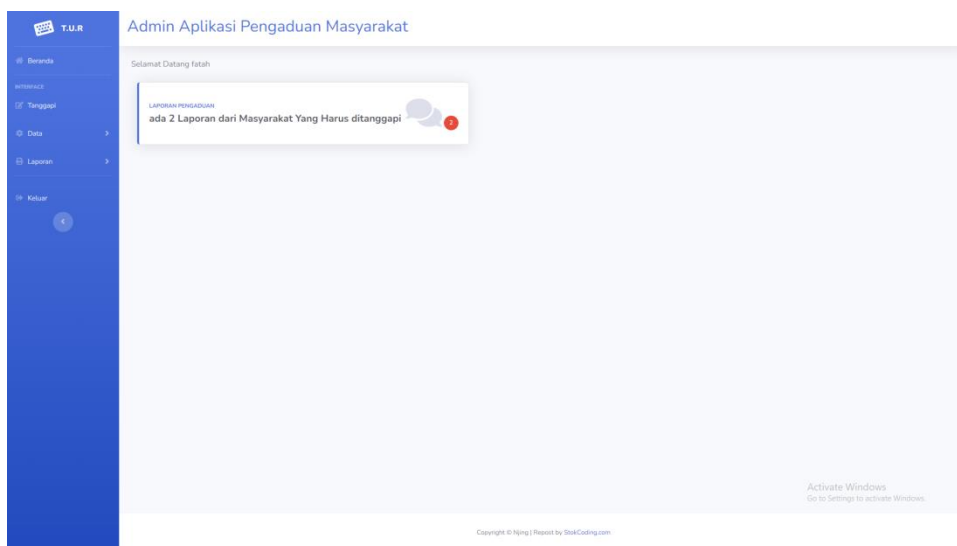 T.U.R
Admin Aplikasi Pengaduan Masyarakat
Beranda
Selamat Datang fatah
INTERFACE
Tanggapi
Data
Laporan
Keluar
LAPORAN PENGADUAN
ada 2 Laporan dari Masyarakat Yang Harus ditanggapi
2
Activate Windows
Go to Settings to activate Windows.
Copyright © Njing | Repost by StokCoding.com